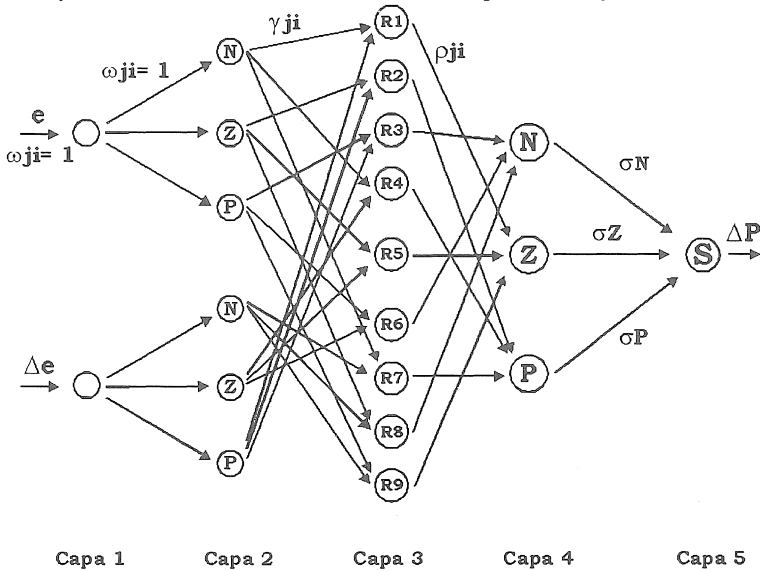 γji
R1
N
ρji
ωji= 1
R2
e
Z
R3
N
ωji= 1
σN
R4
P
σZ
ΔP
R5
Z
S
N
R6
σP
Δe
Z
R7
P
R8
P
R9
Capa 1
Capa 2
Capa 3
Capa 4
Capa 5